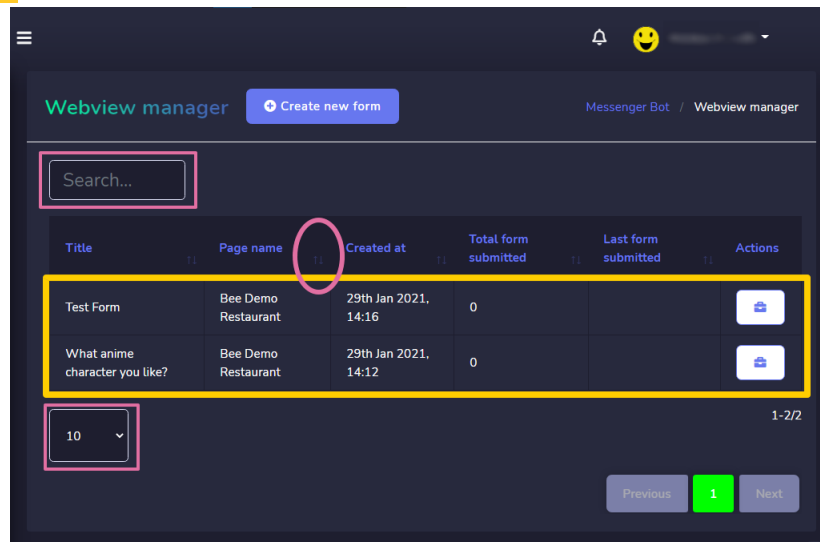 Webview manager
Create new form
Messenger Bot / Webview manager
Search...
Title
Page name
Created at
Total form
submitted
Last form
submitted
Actions
Test Form
Bee Demo
Restaurant
29th Jan 2021,
14:16
0
What anime
character you like?
Bee Demo
Restaurant
29th Jan 2021,
14:12
0
10
1-2/2
Previous
1
Next